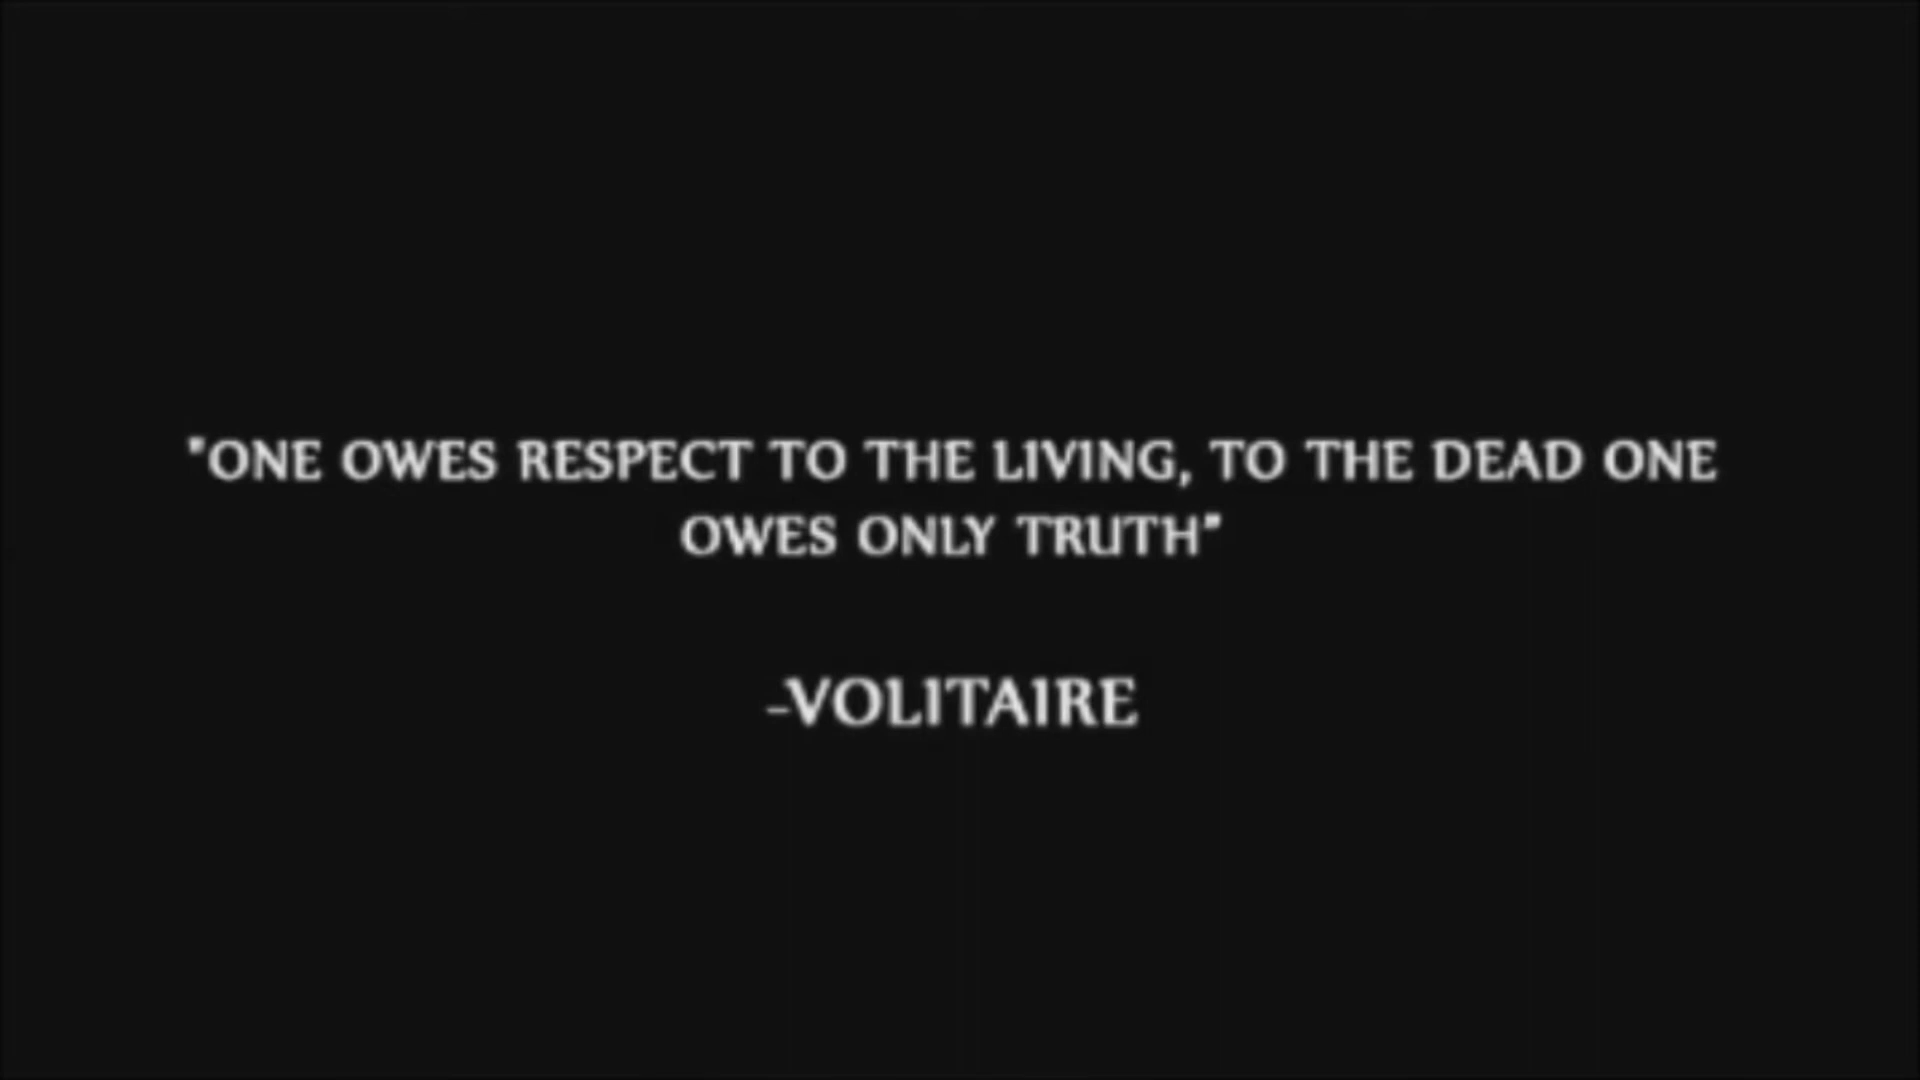 "ONE OWES RESPECT TO THE LIVING, TO THE DEAD ONE
OWES ONLY TRUTH"
-VOLITAIRE